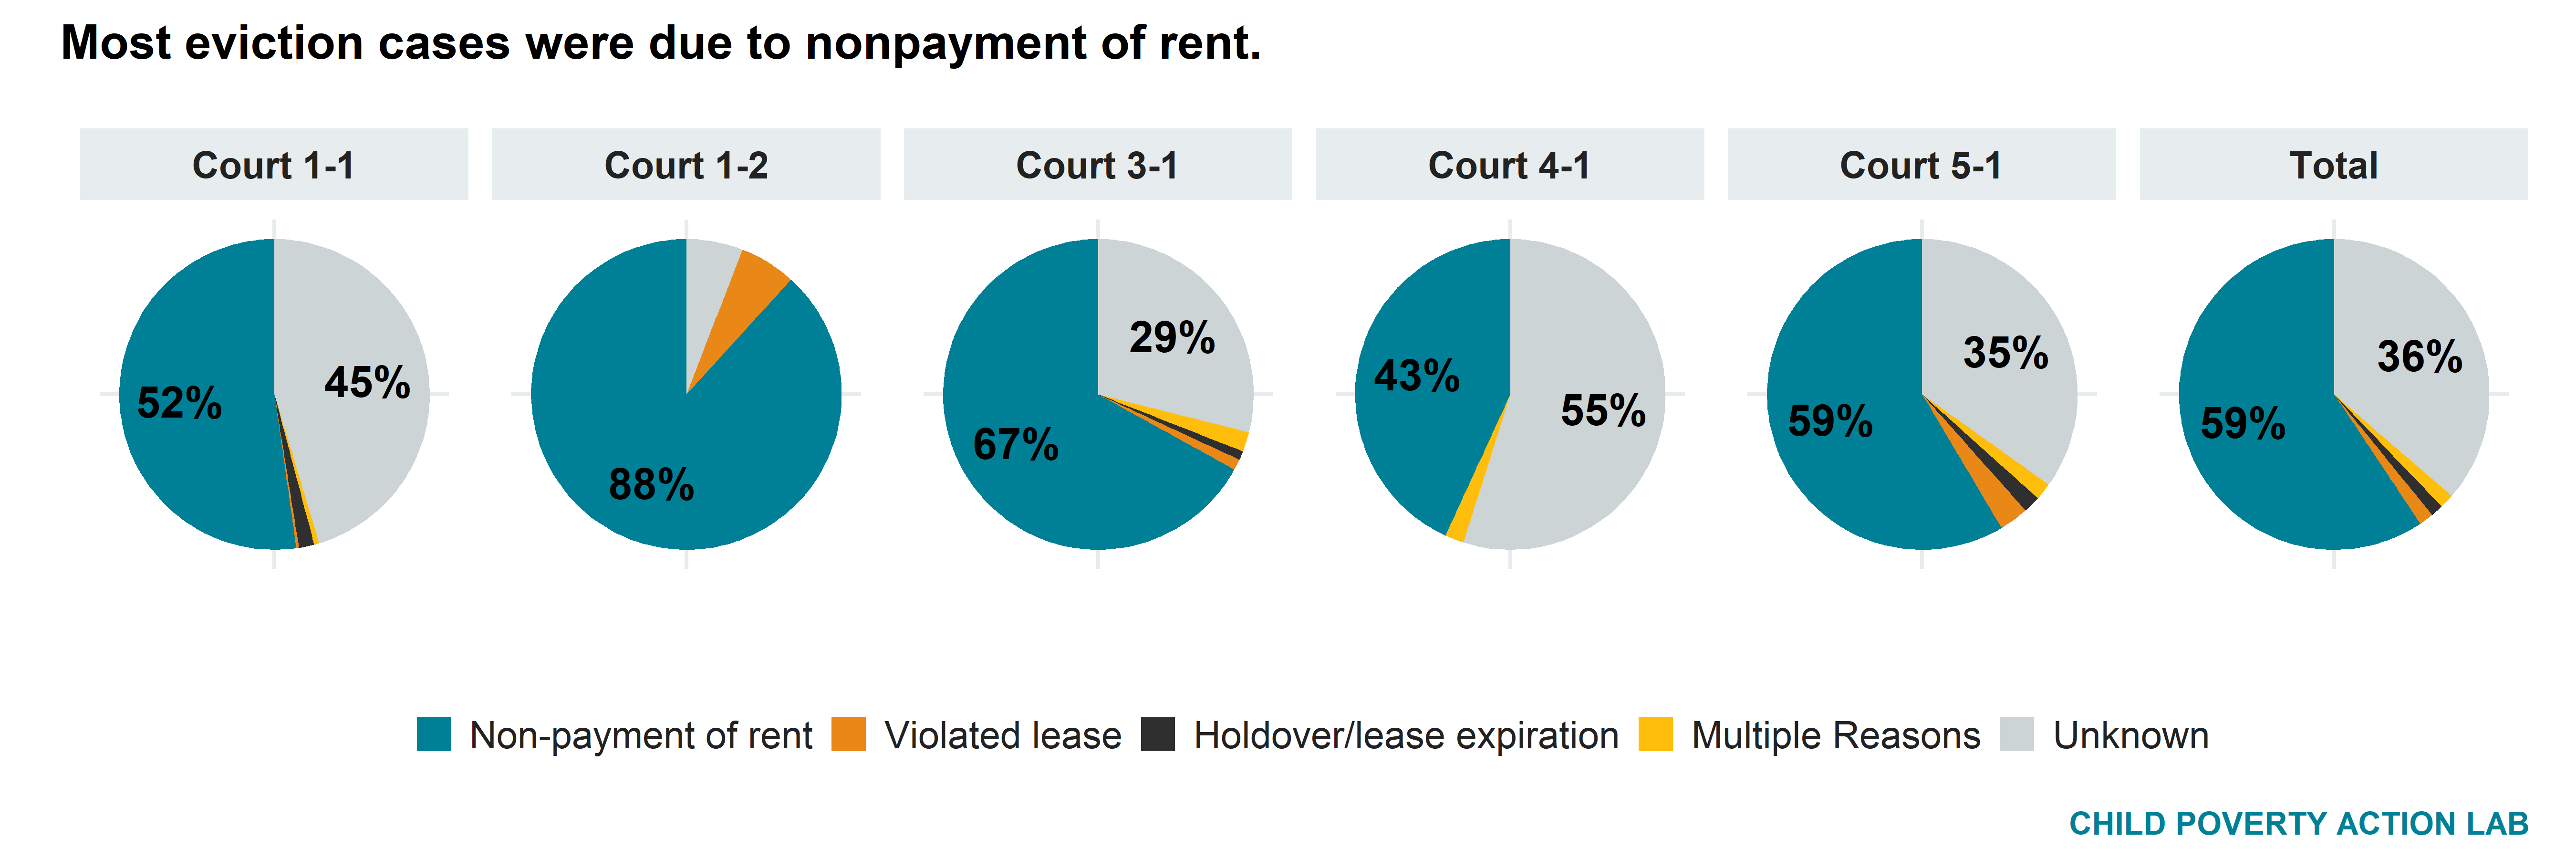 Most eviction cases were due to nonpayment of rent.
Court 1-1
Court 1-2
Court 3-1
Court 4-1
Court 5-1
Total
52%
45%
88%
67%
29%
43%
55%
59%
35%
59%
36%
Non-payment of rent
Violated lease
Holdover/lease expiration
Multiple Reasons
Unknown
CHILD POVERTY ACTION LAB